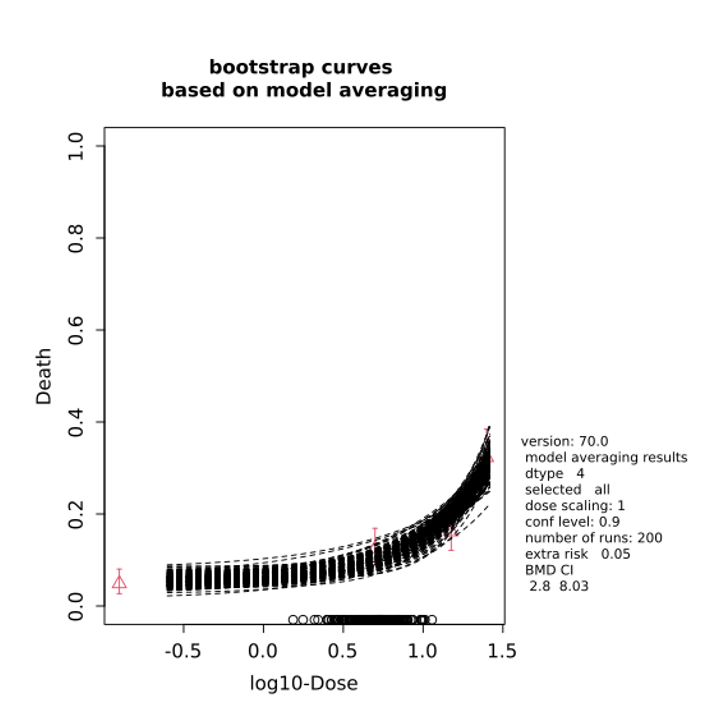 bootstrap curves
based on model averaging
1.0
0.8
0.6
0.4
0.2
0.0
Death
-0.5 0.0 0.5 1.0 1.5
log10-Dose
version: 70.0
model averaging results
dtype 4
selected all
dose scaling: 1
conf level: 0.9
number of runs: 200
extra risk 0.05
BMD CI
2.8 8.03